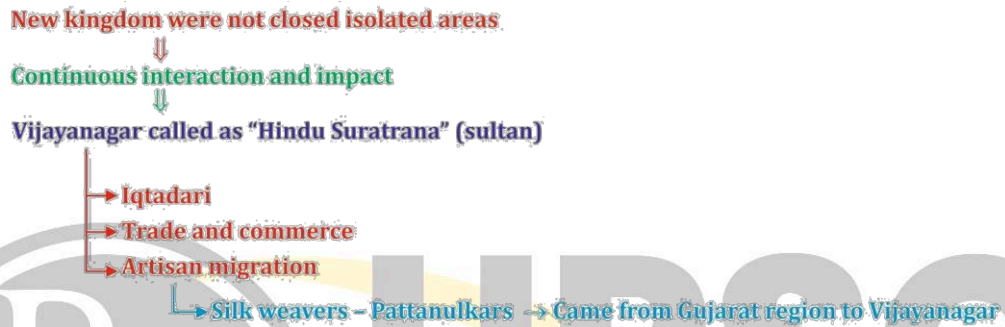 New kingdom were not closed isolated areas
⇓
Continuous interaction and impact
⇓
Vijayanagar called as “Hindu Suratrana” (sultan)
→ Iqtadari
→ Trade and commerce
→ Artisan migration
→ Silk weavers – Pattanulkars → Came from Gujarat region to Vijayanagar